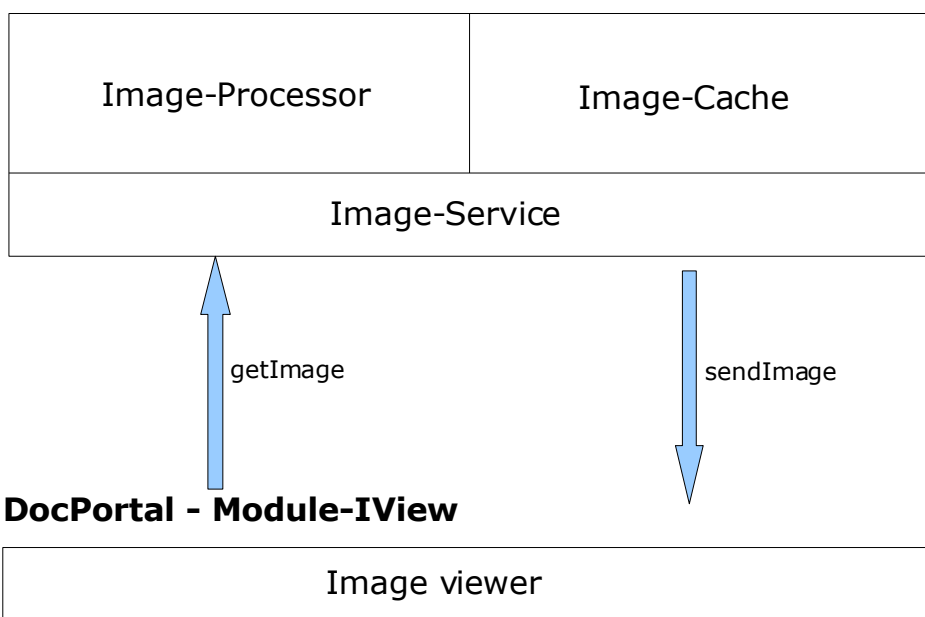 Image-Processor
Image-Cache
Image-Service
getImage
sendImage
DocPortal - Module-IView
Image viewer